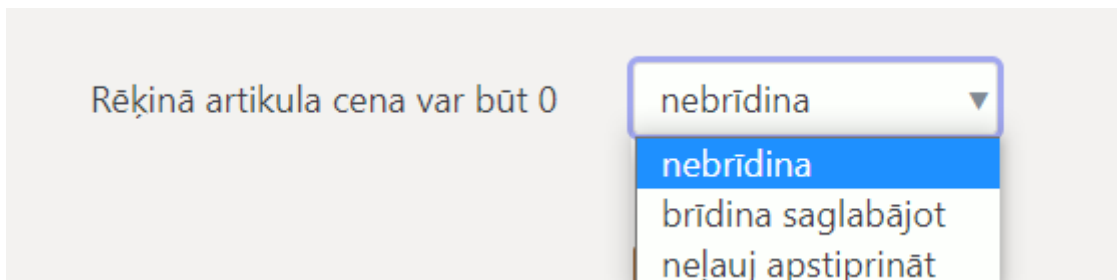 Rēķinā artikula cena var būt 0
nebrīdina
nebrīdina
brīdina saglabājot
neļauj apstiprināt